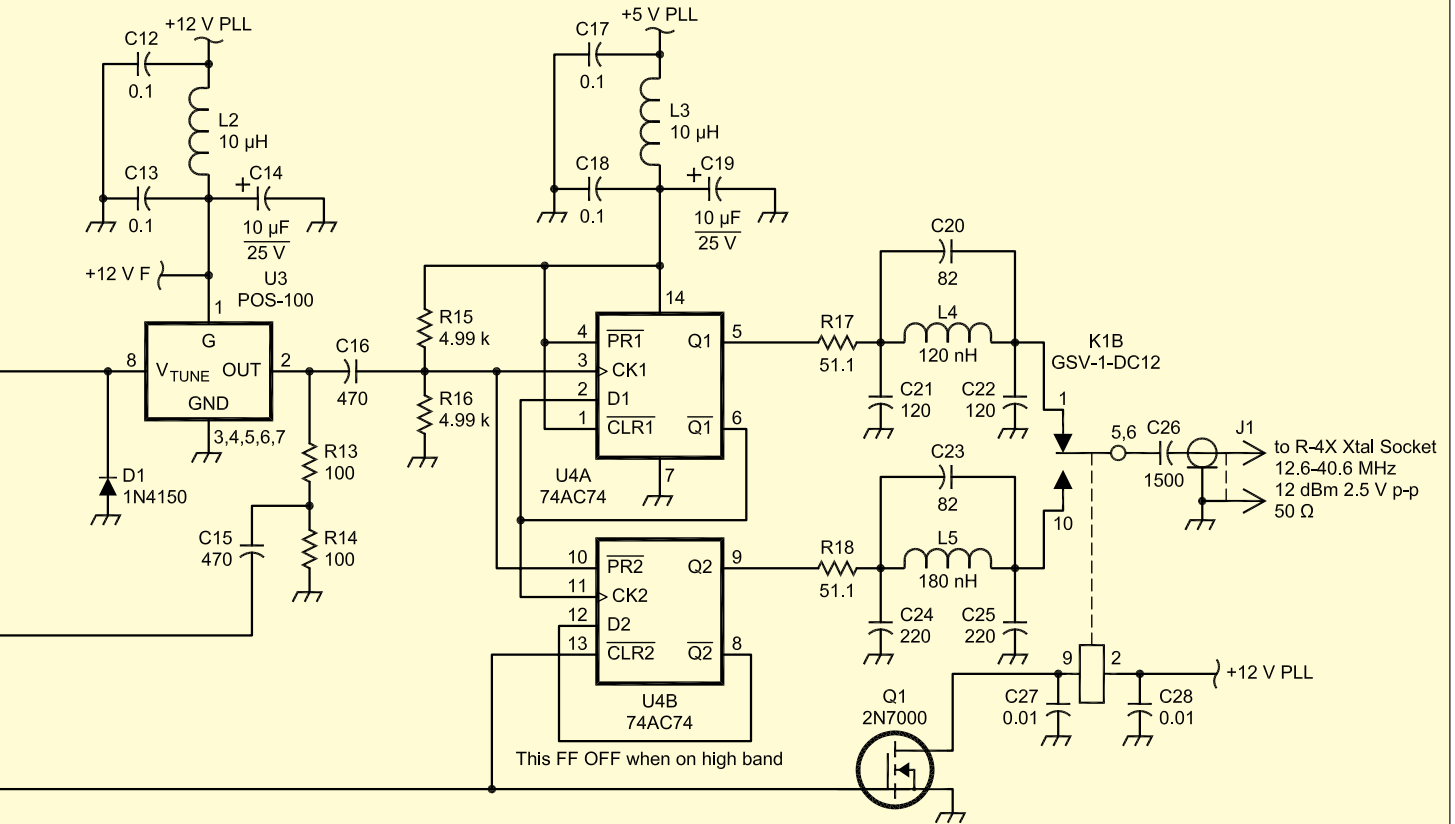 +12 V PLL
C12
0.1
L2
10 µH
C13
0.1
+
C14
10 µF
25 V
+12 V F
U3
POS-100
1
G
8
V TUNE
OUT
2
GND
3,4,5,6,7
D1
1N4150
C15
470
R13
100
R14
100
C16
470
+5 V PLL
C17
0.1
L3
10 µH
C18
0.1
+
C19
10 µF
25 V
R15
4.99 k
R16
4.99 k
14
4
PR1
Q1
5
3
CK1
2
D1
1
CLR1
Q1
6
U4A
74AC74
7
10
PR2
Q2
9
11
CK2
12
D2
13
CLR2
Q2
8
U4B
74AC74
This FF OFF when on high band
R17
51.1
C20
82
L4
120 nH
C21
120
C22
120
R18
51.1
C23
82
L5
180 nH
C24
220
C25
220
K1B
GSV-1-DC12
1
10
5,6
C26
1500
J1
to R-4X Xtal Socket
12.6-40.6 MHz
12 dBm 2.5 V p-p
50 Ω
9
2
+12 V PLL
C27
0.01
C28
0.01
Q1
2N7000